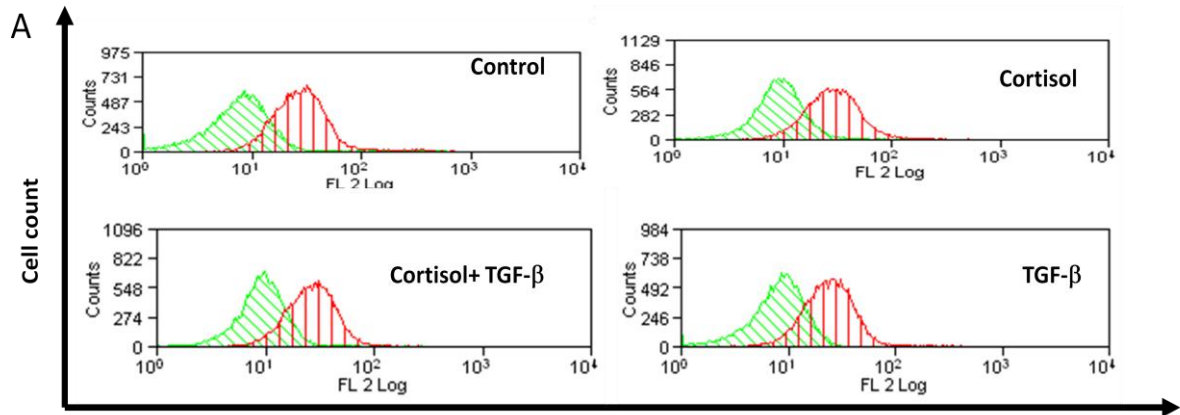 A
Cell count
975
731
487
243
0
Counts
Control
10⁰ 10¹ 10² 10³ 10⁴
FL 2 Log
1129
846
564
282
0
Counts
Cortisol
10⁰ 10¹ 10² 10³ 10⁴
FL 2 Log
1096
822
548
274
0
Counts
Cortisol+ TGF-β
10⁰ 10¹ 10² 10³ 10⁴
FL 2 Log
984
738
492
246
0
Counts
TGF-β
10⁰ 10¹ 10² 10³ 10⁴
FL 2 Log